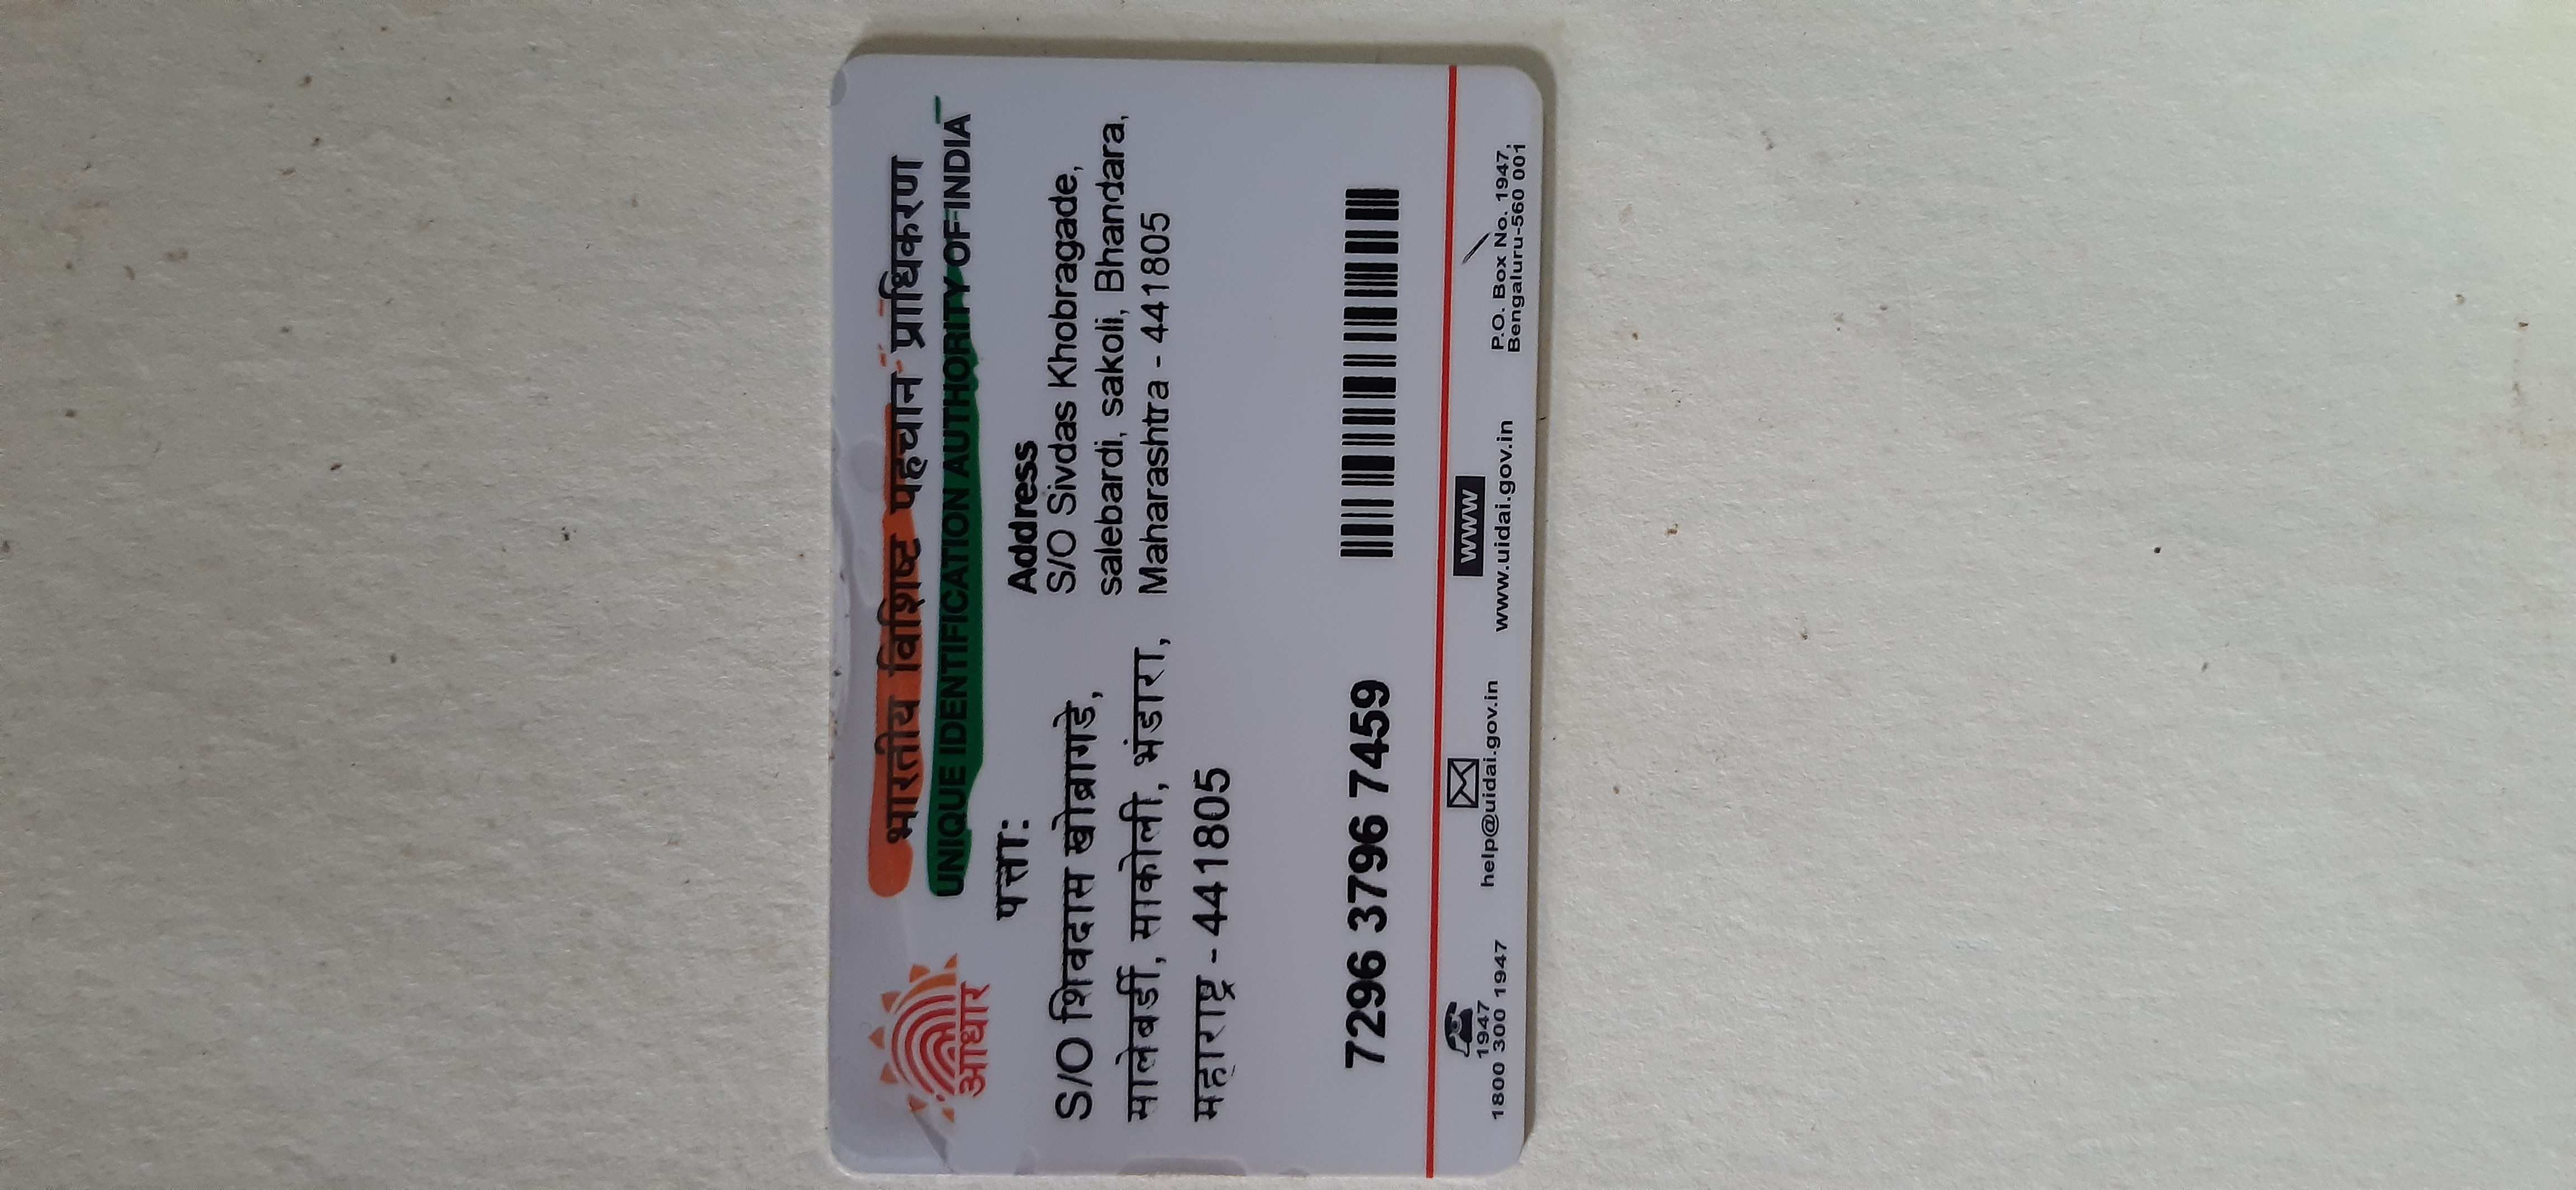 भारतीय विशिष्ट पहचान प्राधिकरण
UNIQUE IDENTIFICATION AUTHORITY OF INDIA
आधार
पत्ता:
S/O शिवदास खोब्रागडे,
सालेबर्डी, साकोली, भंडारा,
महाराष्ट्र - 441805
Address
S/O Sivdas Khobragade,
salebardi, sakoli, Bhandara,
Maharashtra - 441805
7296 3796 7459
1947
1800 300 1947
help@uidai.gov.in
www
www.uidai.gov.in
P.O. Box No. 1947,
Bengaluru-560 001